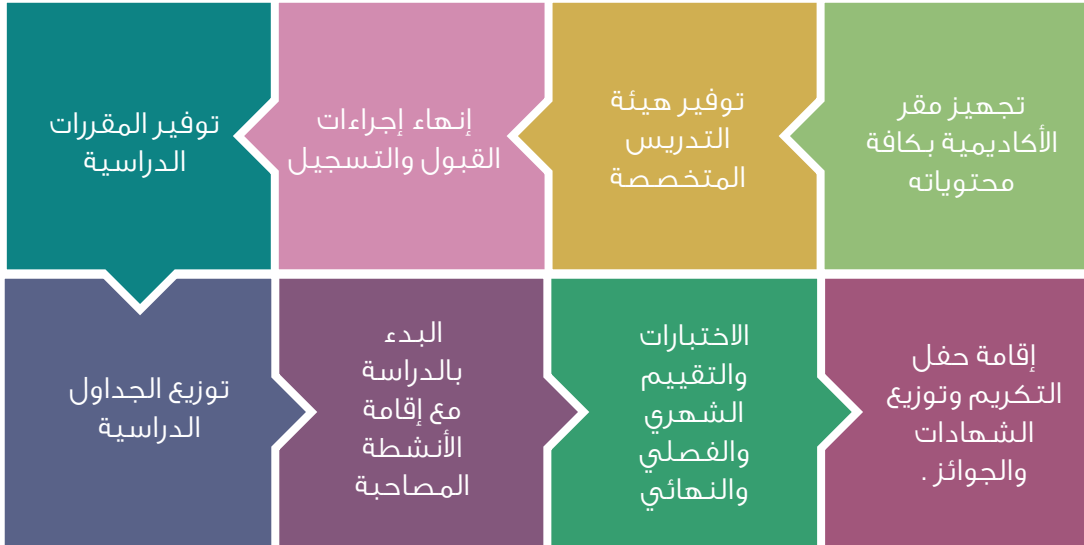 تجهيز مقر
الأكاديمية بكافة
محتوياته
توفير هيئة
التدريس
المتخصصة
إنهاء إجراءات
القبول والتسجيل
توفير المقررات
الدراسية
توزيع الجداول
الدراسية
البدء
بالدراسة
مع إقامة
الأنشطة
المصاحبة
الاختبارات
والتقييم
الشهري
والفصلي
والنهائي
إقامة حفل
التكريم وتوزيع
الشهادات
والجوائز .